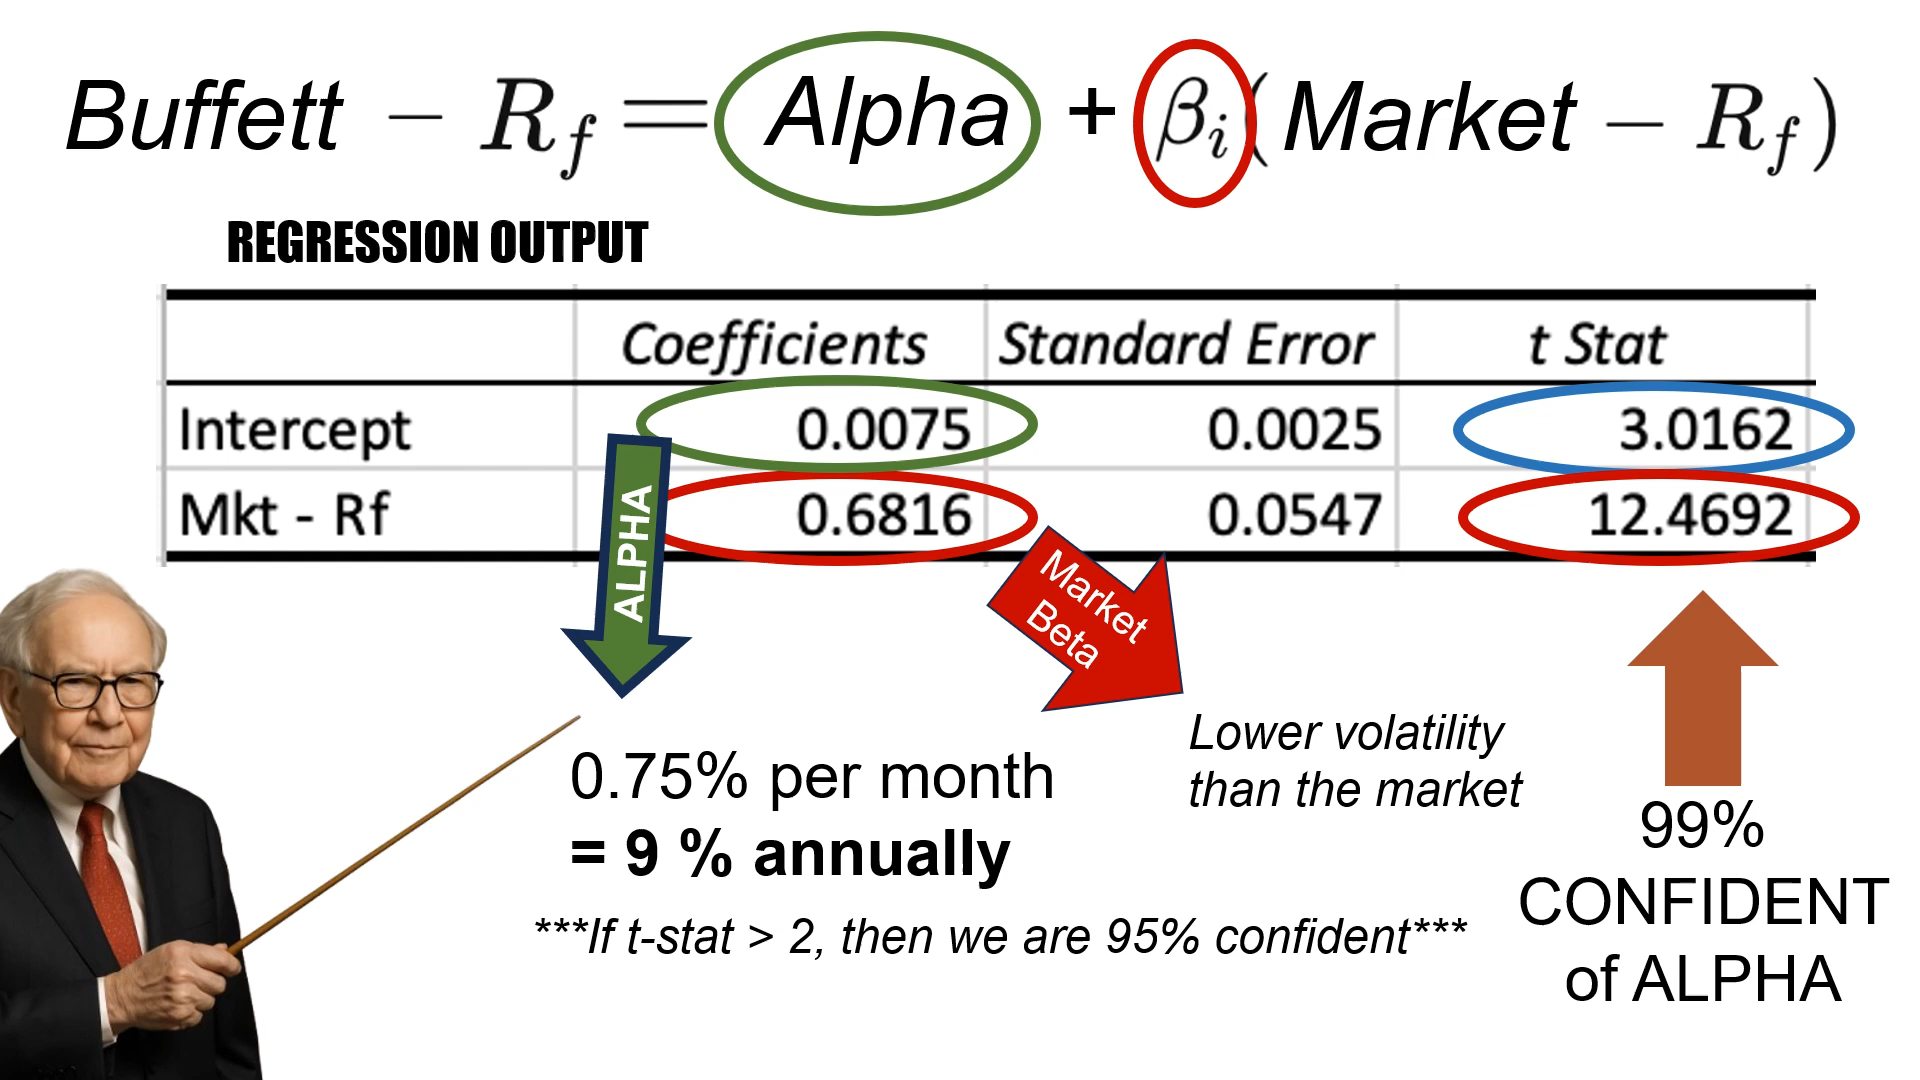 Buffett − R_f = Alpha + β_i(Market − R_f)
REGRESSION OUTPUT
Coefficients Standard Error t Stat
Intercept 0.0075 0.0025 3.0162
Mkt - Rf 0.6816 0.0547 12.4692
ALPHA
Market
Beta
Lower volatility
than the market
0.75% per month
= 9 % annually
***If t-stat > 2, then we are 95% confident***
99%
CONFIDENT
of ALPHA